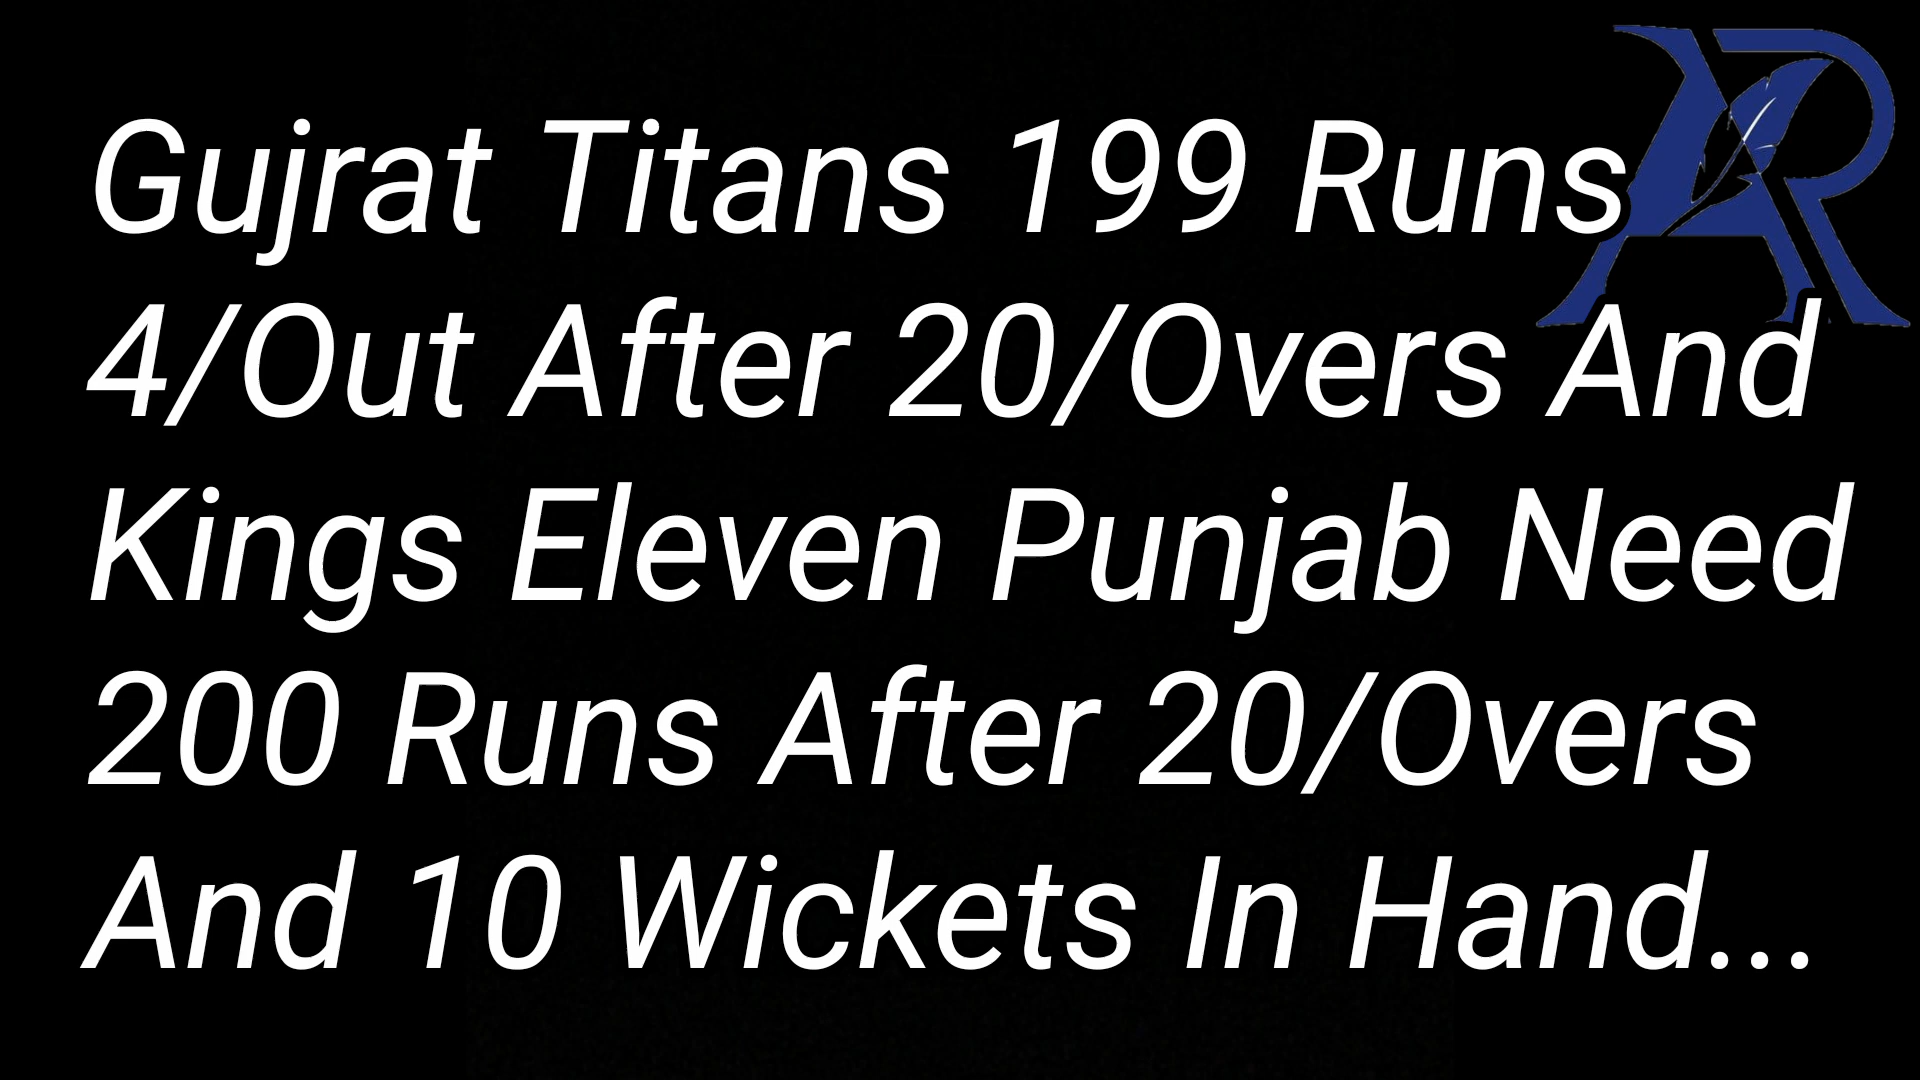 Gujrat Titans 199 Runs
4/Out After 20/Overs And
Kings Eleven Punjab Need
200 Runs After 20/Overs
And 10 Wickets In Hand...